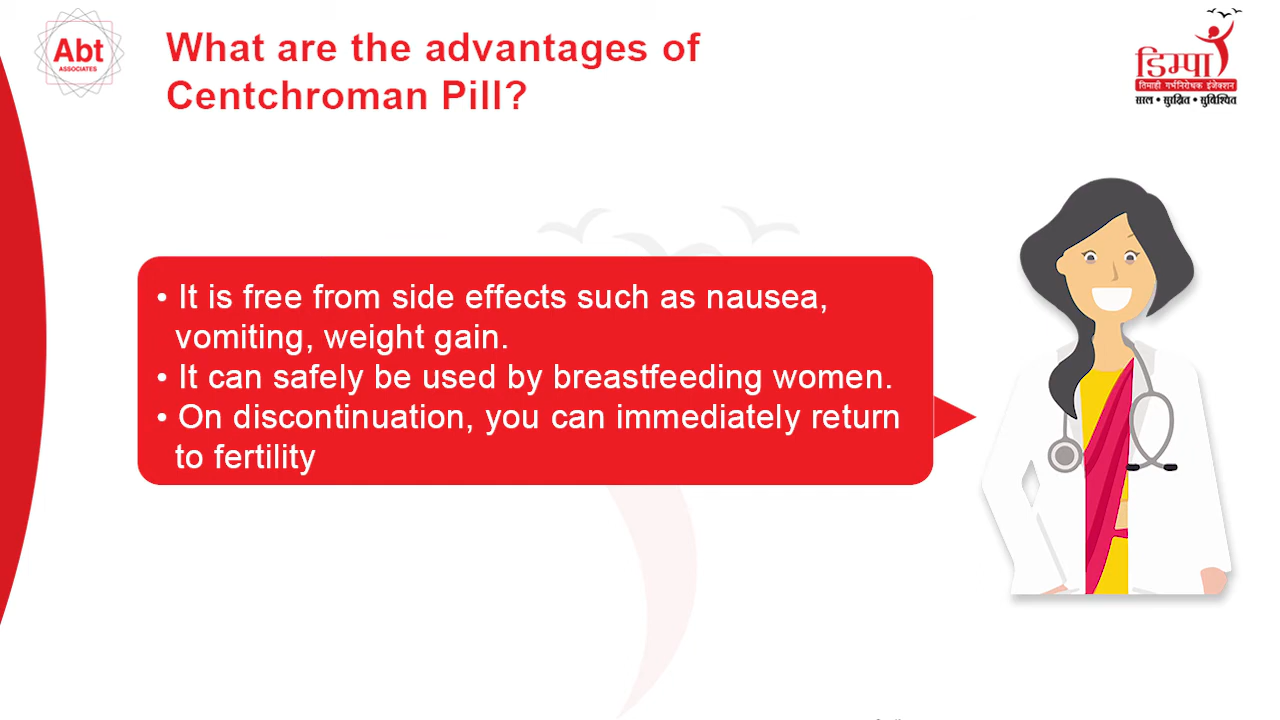 Abt
ASSOCIATES
What are the advantages of
Centchroman Pill?
डिम्पा
तिमाही गर्भनिरोधक इंजेक्शन
सरल • सुरक्षित • सुनिश्चित
• It is free from side effects such as nausea,
vomiting, weight gain.
• It can safely be used by breastfeeding women.
• On discontinuation, you can immediately return
to fertility